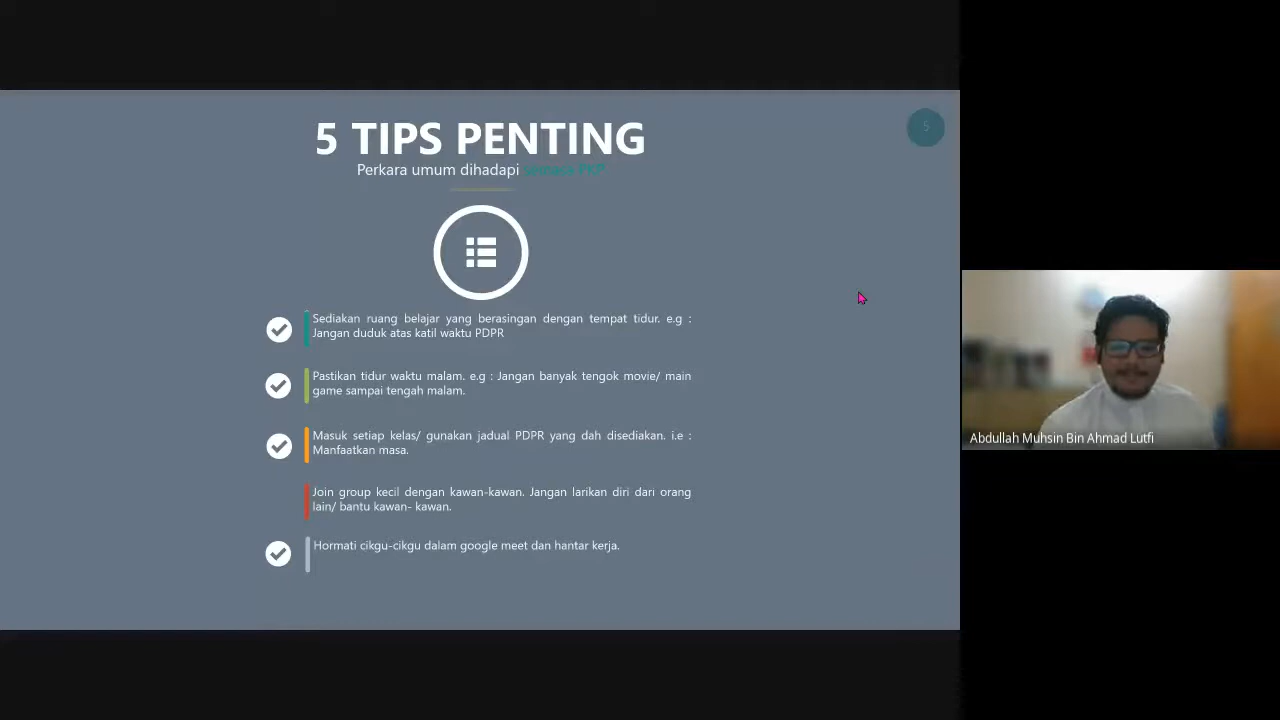 5 TIPS PENTING
5
Perkara umum dihadapi semasa PKP
Sediakan ruang belajar yang berasingan dengan tempat tidur. e.g :
Jangan duduk atas katil waktu PDPR
Pastikan tidur waktu malam. e.g : Jangan banyak tengok movie/ main
game sampai tengah malam.
Masuk setiap kelas/ gunakan jadual PDPR yang dah disediakan. i.e :
Manfaatkan masa.
Join group kecil dengan kawan-kawan. Jangan larikan diri dari orang
lain/ bantu kawan- kawan.
Hormati cikgu-cikgu dalam google meet dan hantar kerja.
Abdullah Muhsin Bin Ahmad Lutfi